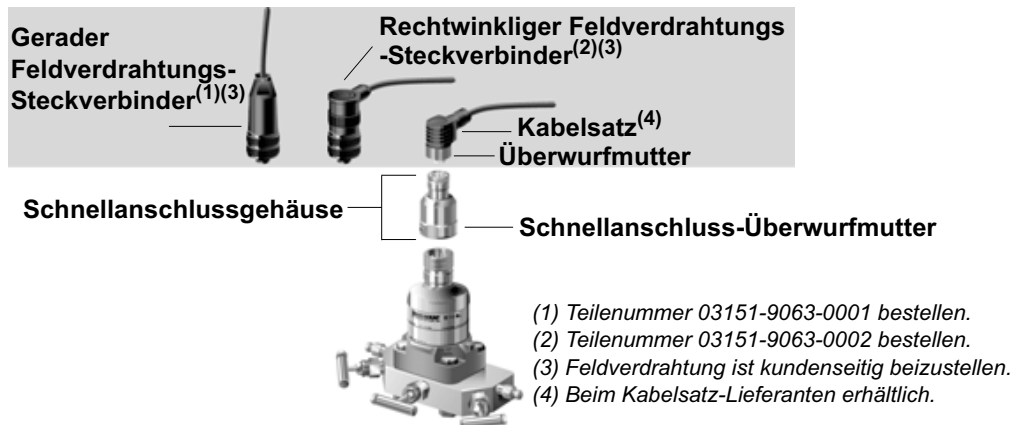 Gerader
Feldverdrahtungs-
Steckverbinder(1)(3)
Rechtwinkliger Feldverdrahtungs
-Steckverbinder(2)(3)
Kabelsatz(4)
Überwurfmutter
Schnellanschlussgehäuse
Schnellanschluss-Überwurfmutter
(1) Teilenummer 03151-9063-0001 bestellen.
(2) Teilenummer 03151-9063-0002 bestellen.
(3) Feldverdrahtung ist kundenseitig beizustellen.
(4) Beim Kabelsatz-Lieferanten erhältlich.